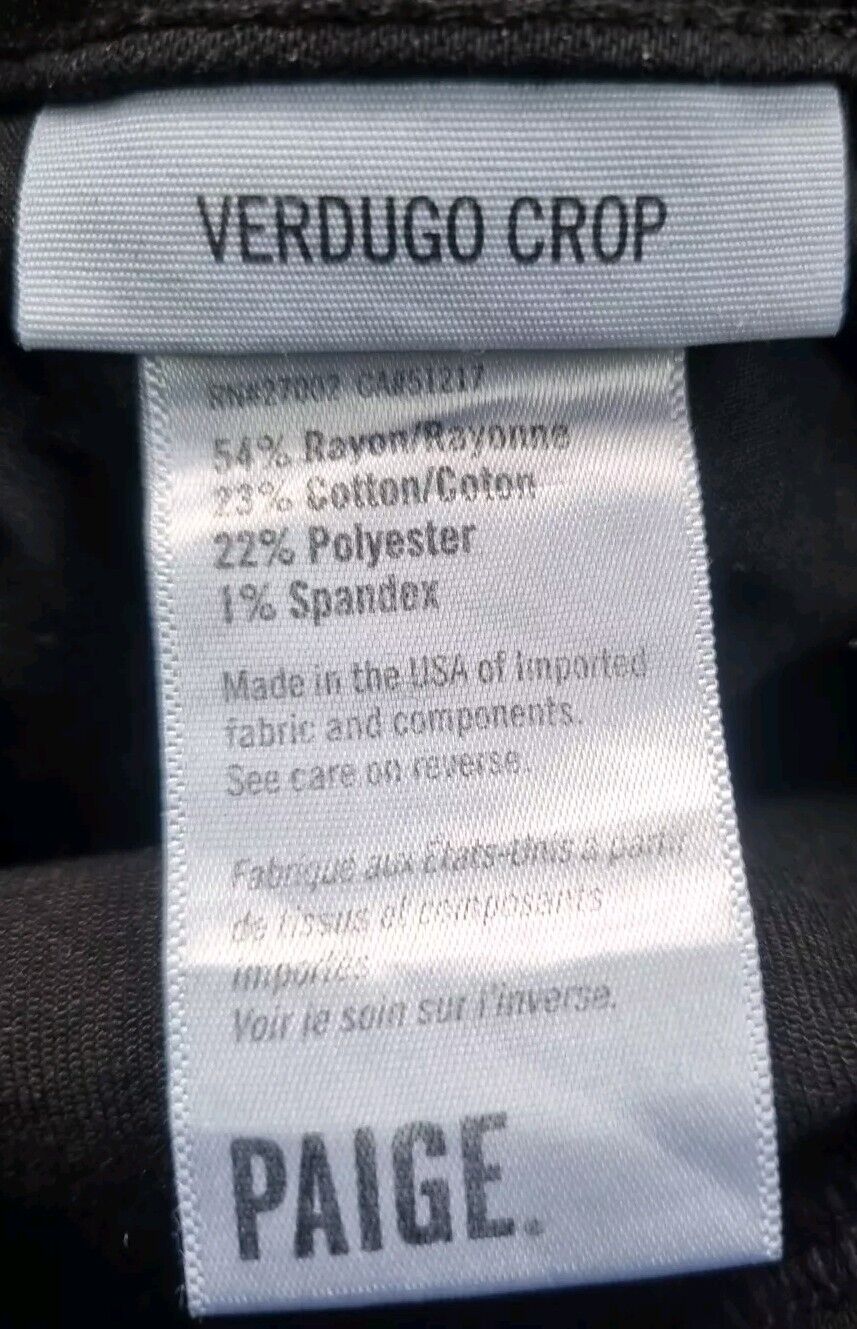 VERDUGO CROP
RN#27002 CA#51217
54% Rayon/Rayonne
23% Cotton/Coton
22% Polyester
1% Spandex
Made in the USA of Imported
fabric and components.
See care on reverse.
Fabriqué aux États-Unis à partir
de tissus et composants
importés
Voir le soin sur l'inverse.
PAIGE.